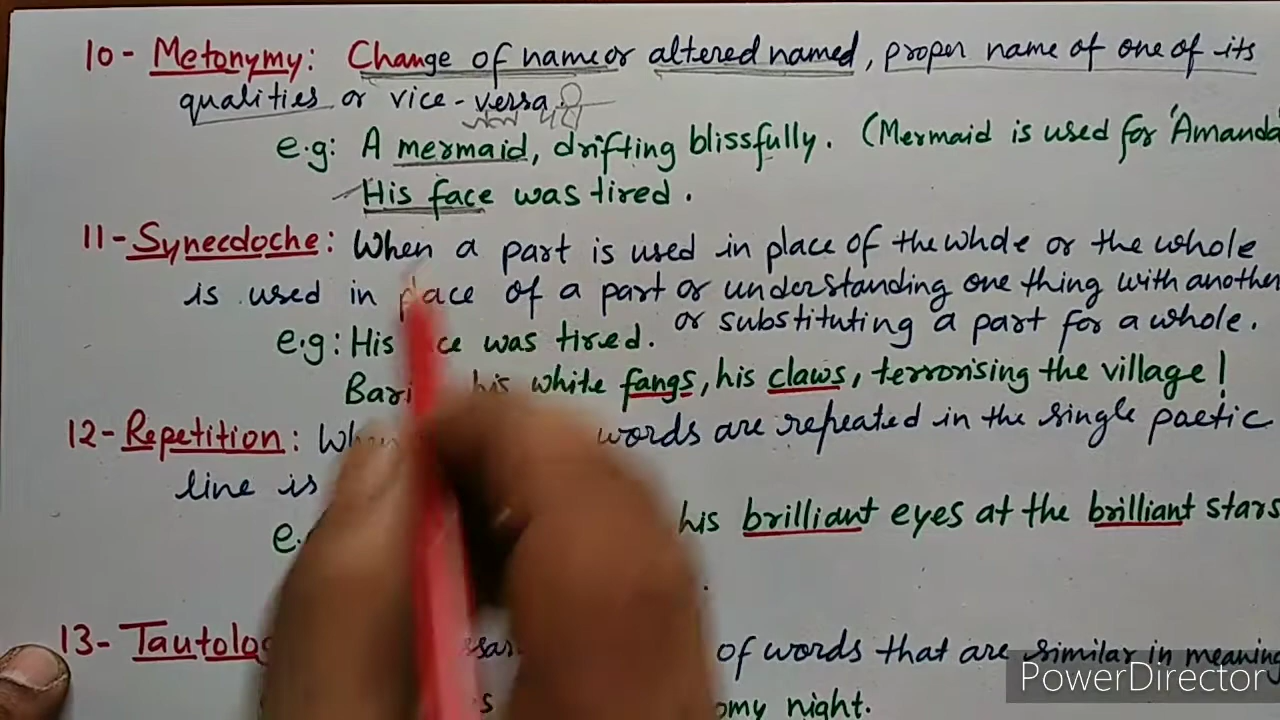 10- Metonymy: Change of name or altered named, proper name of one of its
qualities or vice-versa.
e.g: A mermaid, drifting blissfully. (Mermaid is used for 'Amanda
His face was tired.
11- Synecdoche: When a part is used in place of the whole or the whole
is used in place of a part or understanding one thing with another
or substituting a part for a whole.
e.g: His was tired.
his white fangs, his claws, terrorising the village!
12- Repetition: words are repeated in the single poetic
line is
his brilliant eyes at the brilliant stars
13- of words that are similar in meaning
night.
PowerDirector